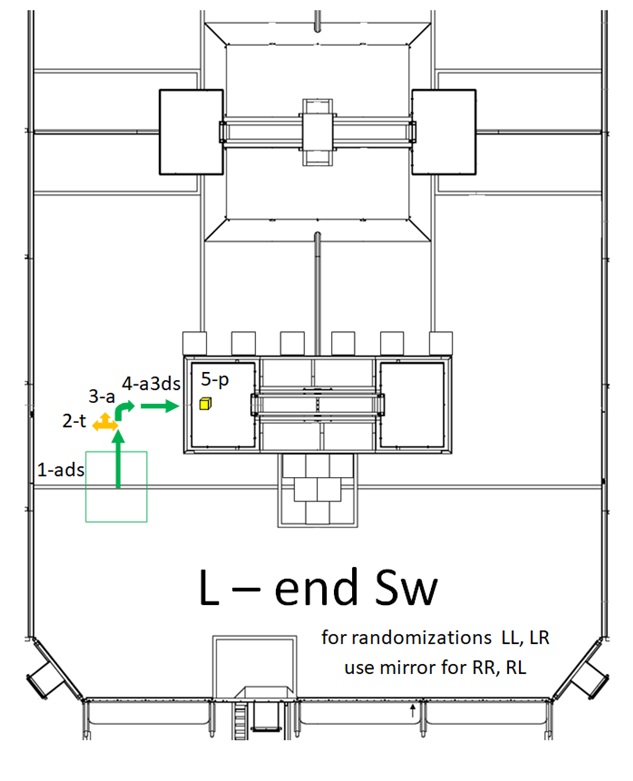 4-a3ds
5-p
3-a
2-t
1-ads
L – end Sw
for randomizations LL, LR
use mirror for RR, RL